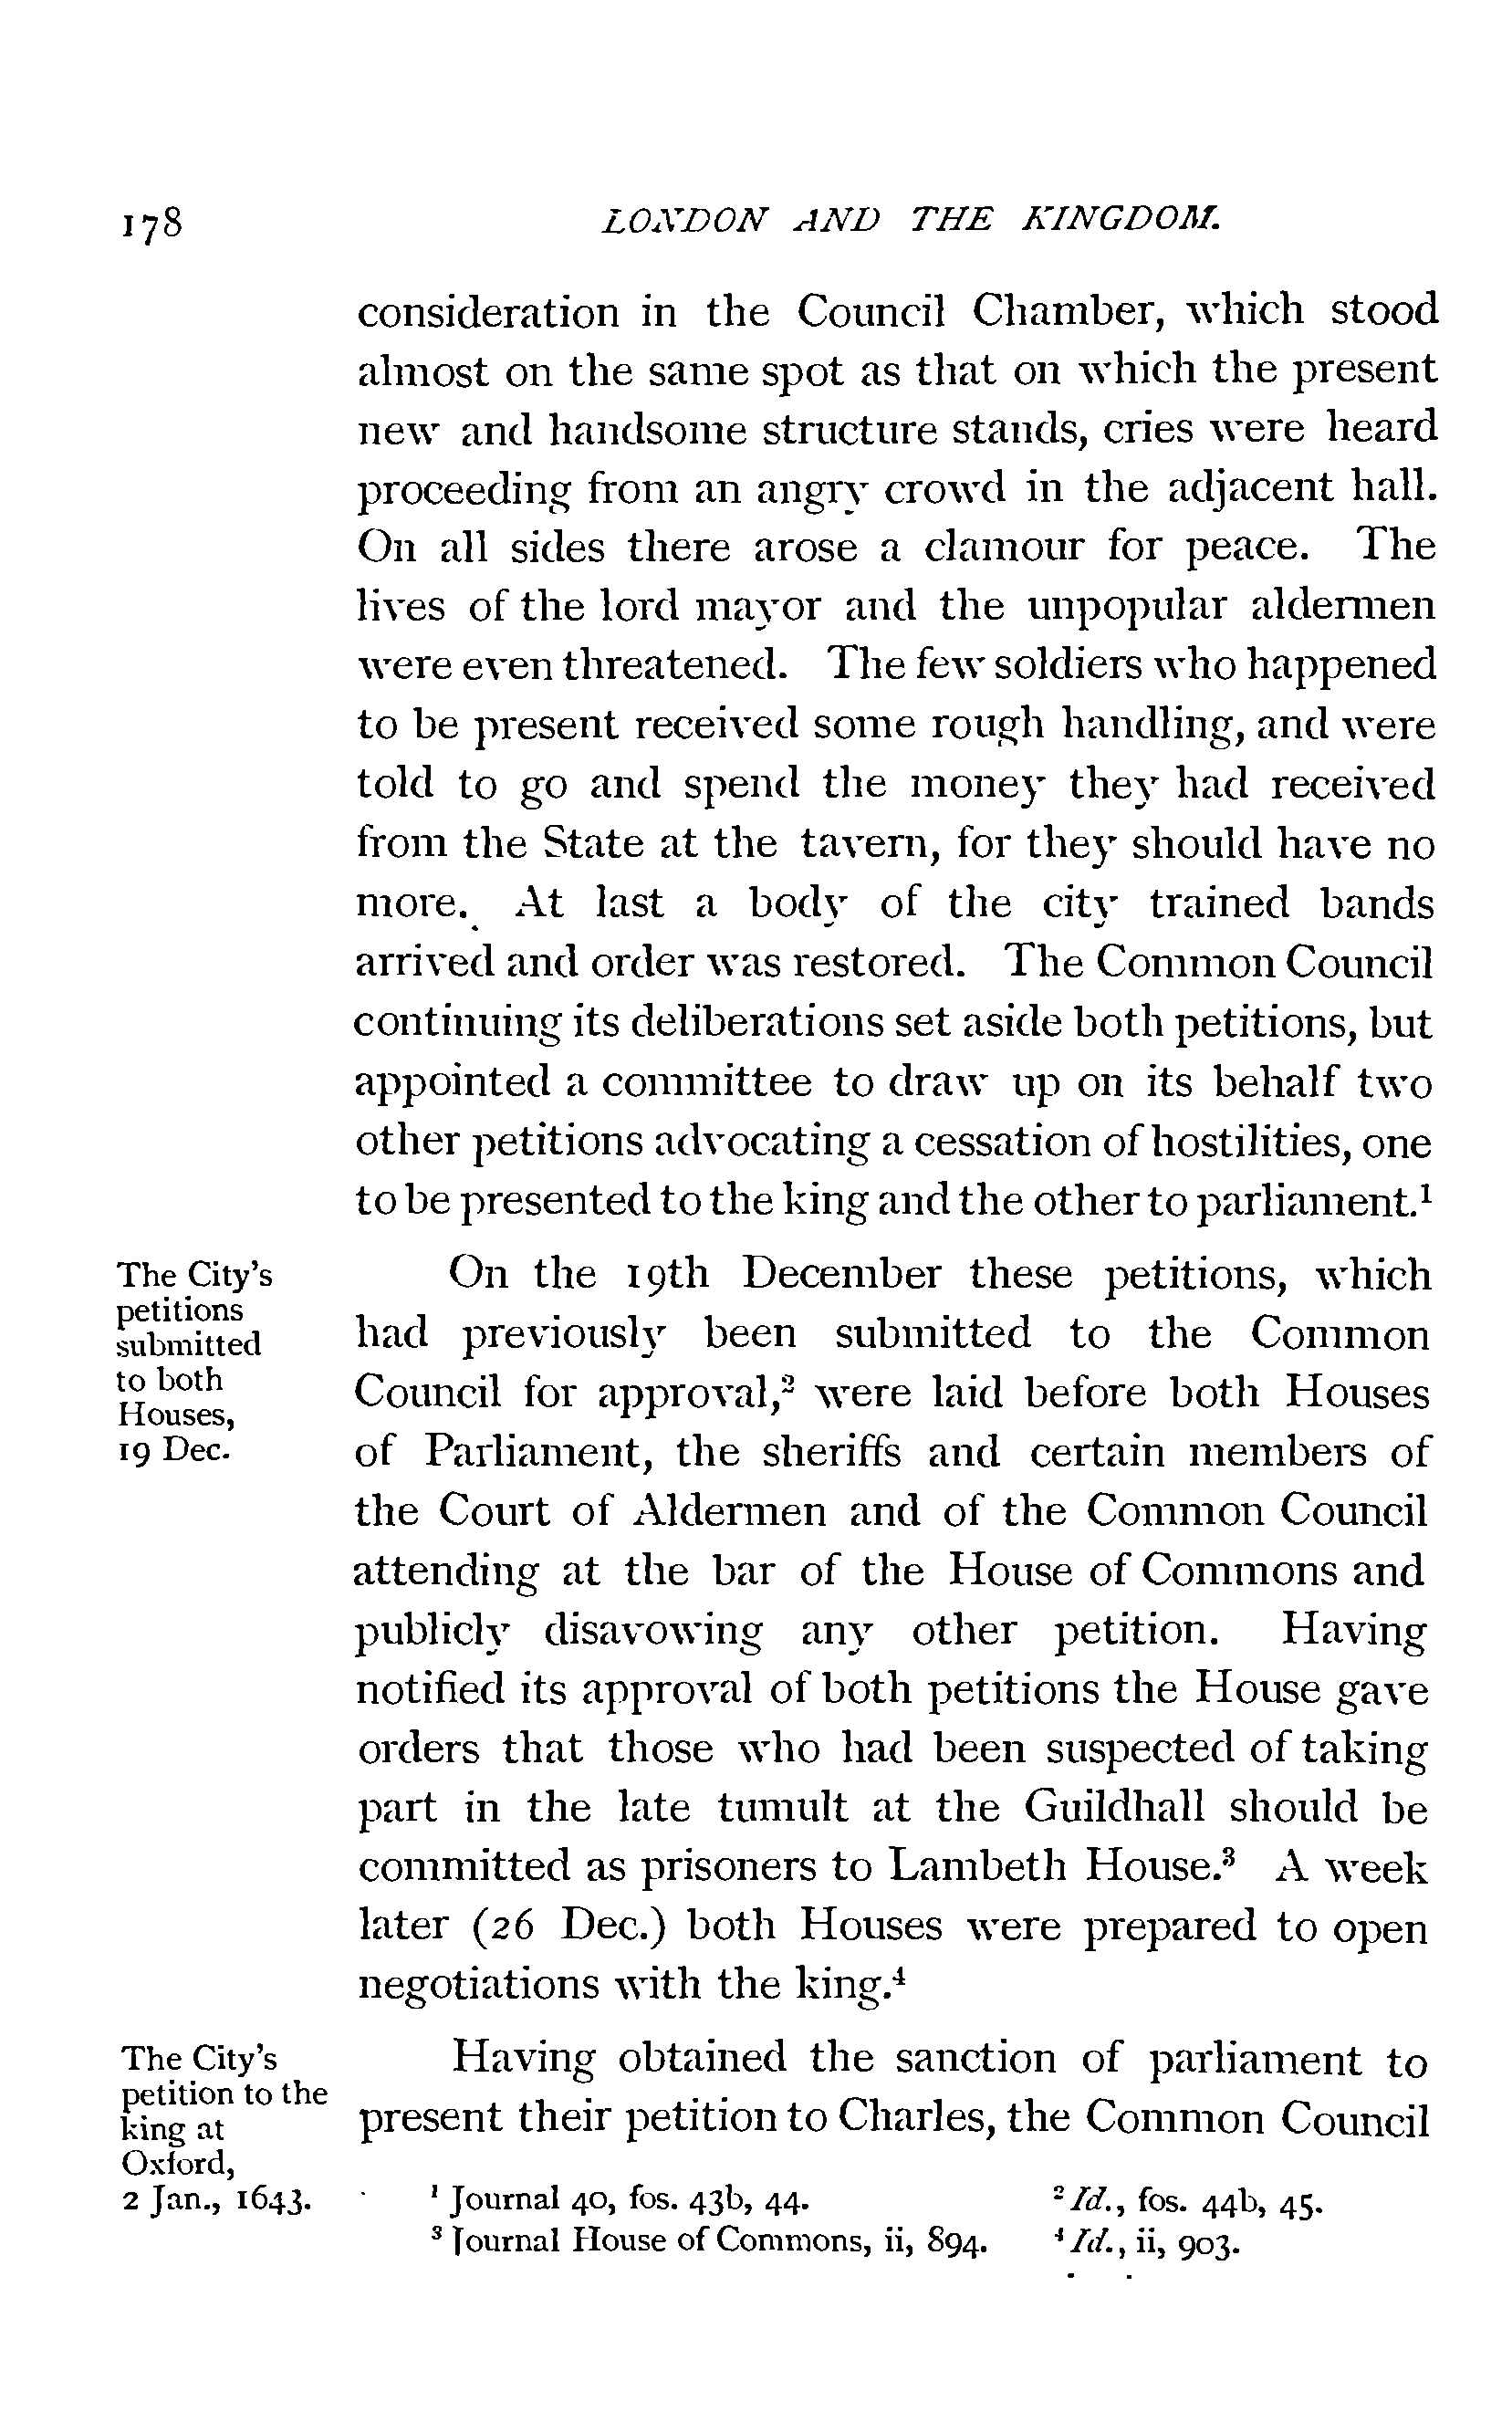 178 LONDON AND THE KINGDOM.
consideration in the Council Chamber, which stood
almost on the same spot as that on which the present
new and handsome structure stands, cries were heard
proceeding from an angry crowd in the adjacent hall.
On all sides there arose a clamour for peace. The
lives of the lord mayor and the unpopular aldermen
were even threatened. The few soldiers who happened
to be present received some rough handling, and were
told to go and spend the money they had received
from the State at the tavern, for they should have no
more. At last a body of the city trained bands
arrived and order was restored. The Common Council
continuing its deliberations set aside both petitions, but
appointed a committee to draw up on its behalf two
other petitions advocating a cessation of hostilities, one
to be presented to the king and the other to parliament.¹
The City's
petitions
submitted
to both
Houses,
19 Dec.
On the 19th December these petitions, which
had previously been submitted to the Common
Council for approval,² were laid before both Houses
of Parliament, the sheriffs and certain members of
the Court of Aldermen and of the Common Council
attending at the bar of the House of Commons and
publicly disavowing any other petition. Having
notified its approval of both petitions the House gave
orders that those who had been suspected of taking
part in the late tumult at the Guildhall should be
committed as prisoners to Lambeth House.³ A week
later (26 Dec.) both Houses were prepared to open
negotiations with the king.⁴
The City's
petition to the
king at
Oxford,
2 Jan., 1643.
Having obtained the sanction of parliament to
present their petition to Charles, the Common Council
¹ Journal 40, fos. 43b, 44. ² Id., fos. 44b, 45.
³ Journal House of Commons, ii, 894. ⁴ Id., ii, 903.